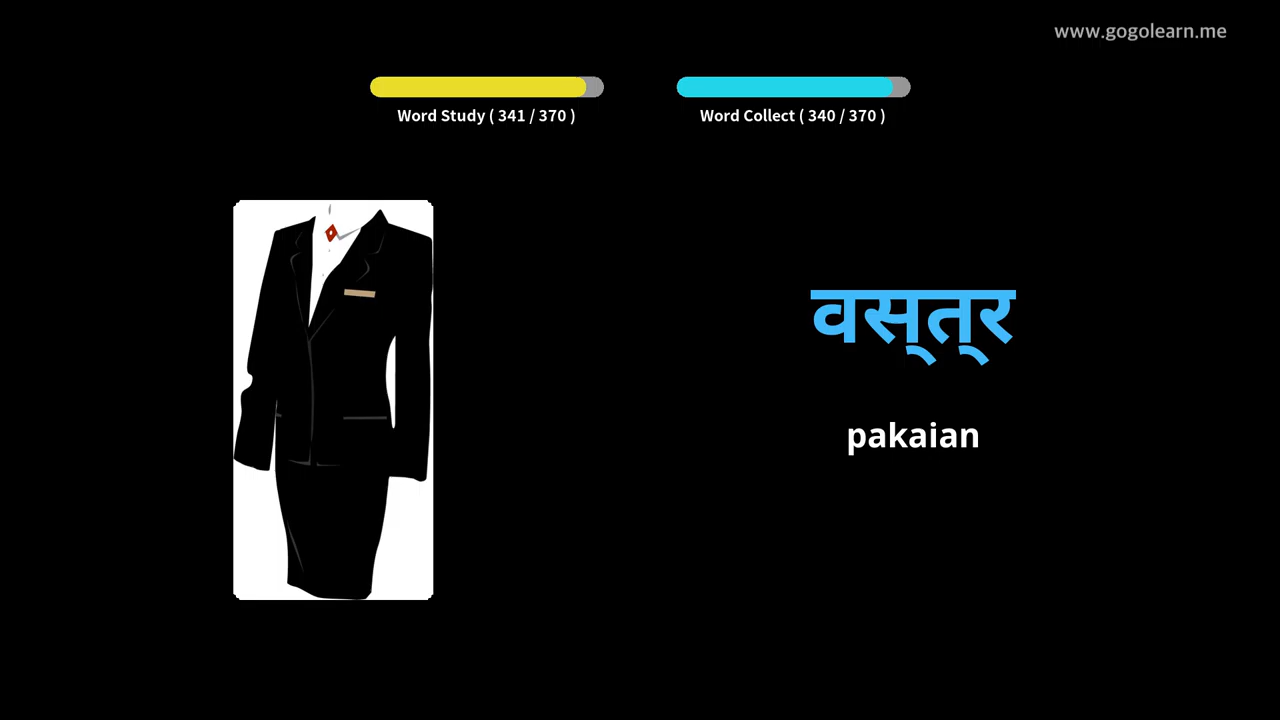 www.gogolearn.me
Word Study ( 341 / 370 )
Word Collect ( 340 / 370 )
वस्त्र
pakaian